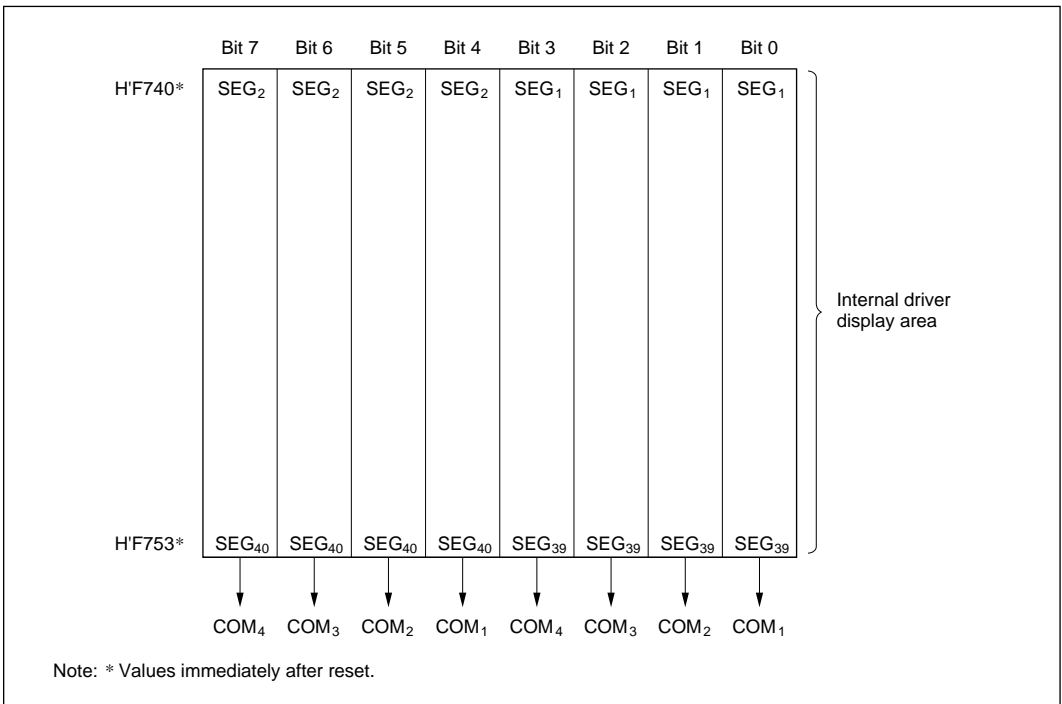 Bit 7 Bit 6 Bit 5 Bit 4 Bit 3 Bit 2 Bit 1 Bit 0
H'F740* SEG₂ SEG₂ SEG₂ SEG₂ SEG₁ SEG₁ SEG₁ SEG₁
Internal driver
display area
H'F753* SEG₄₀ SEG₄₀ SEG₄₀ SEG₄₀ SEG₃₉ SEG₃₉ SEG₃₉ SEG₃₉
COM₄ COM₃ COM₂ COM₁ COM₄ COM₃ COM₂ COM₁
Note: * Values immediately after reset.